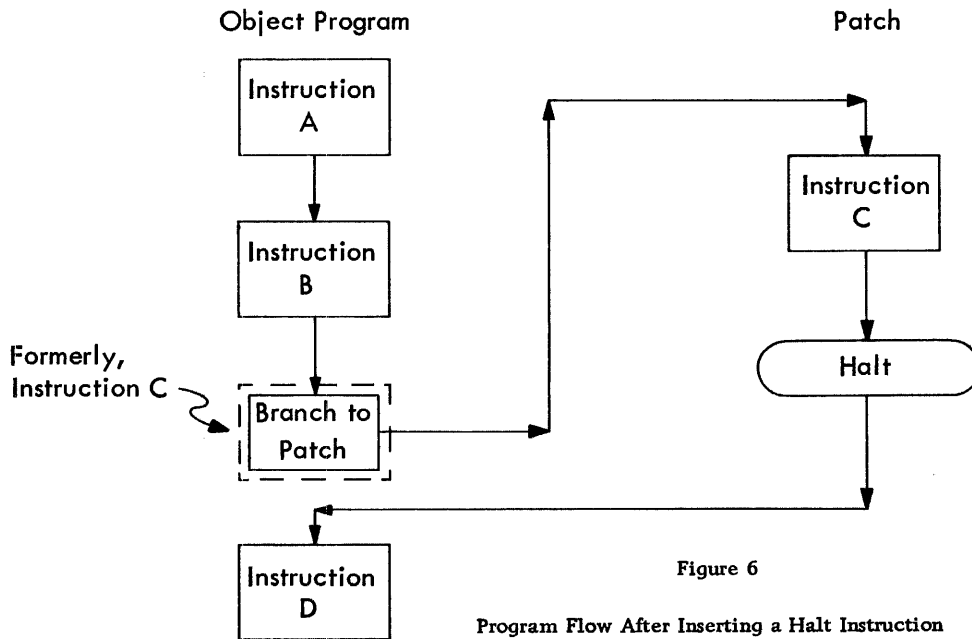 Object Program
Patch
Instruction
A
Instruction
B
Formerly,
Instruction C
Branch to
Patch
Instruction
C
Halt
Instruction
D
Figure 6
Program Flow After Inserting a Halt Instruction